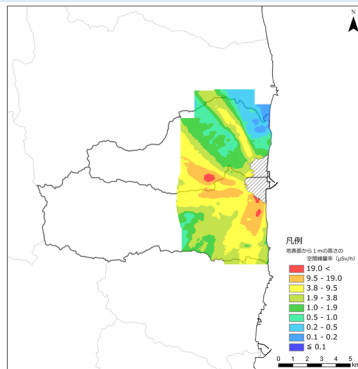 N
凡例
地表面から１mの高さの
空間線量率（μSv/h）
19.0 <
9.5 - 19.0
3.8 - 9.5
1.9 - 3.8
1.0 - 1.9
0.5 - 1.0
0.2 - 0.5
0.1 - 0.2
≦ 0.1
0 1 2 3 4 5
km